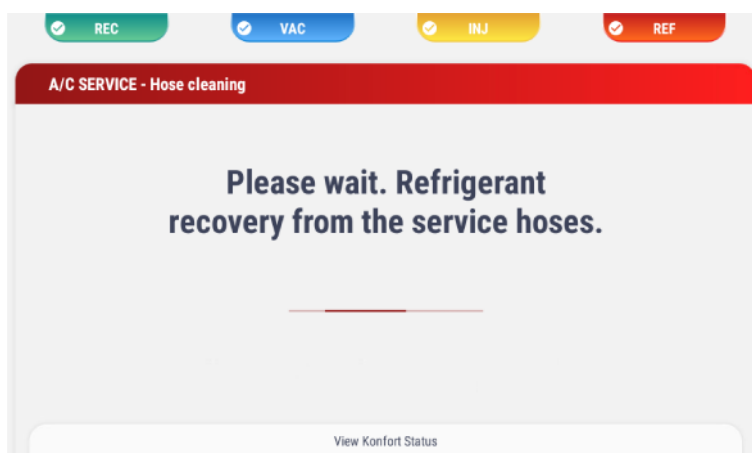 REC VAC INJ REF
A/C SERVICE - Hose cleaning
Please wait. Refrigerant
recovery from the service hoses.
View Konfort Status